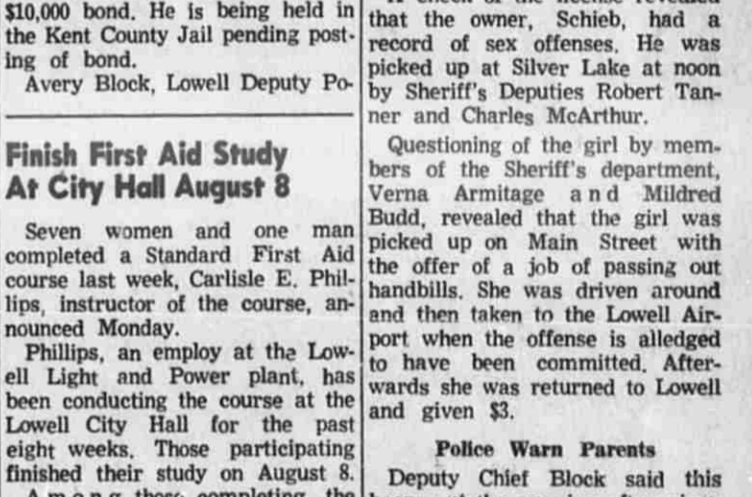 $10,000 bond. He is being held in
the Kent County Jail pending post-
ing of bond.
Avery Block, Lowell Deputy Po-
Finish First Aid Study
At City Hall August 8
Seven women and one man
completed a Standard First Aid
course last week, Carlisle E. Phil-
lips, instructor of the course, an-
nounced Monday.
Phillips, an employ at the Low-
ell Light and Power plant, has
been conducting the course at the
Lowell City Hall for the past
eight weeks. Those participating
finished their study on August 8.
Among those completing the
that the owner, Schieb, had a
record of sex offenses. He was
picked up at Silver Lake at noon
by Sheriff's Deputies Robert Tan-
ner and Charles McArthur.
Questioning of the girl by mem-
bers of the Sheriff's department,
Verna Armitage and Mildred
Budd, revealed that the girl was
picked up on Main Street with
the offer of a job of passing out
handbills. She was driven around
and then taken to the Lowell Air-
port when the offense is alledged
to have been committed. After-
wards she was returned to Lowell
and given $3.
Police Warn Parents
Deputy Chief Block said this